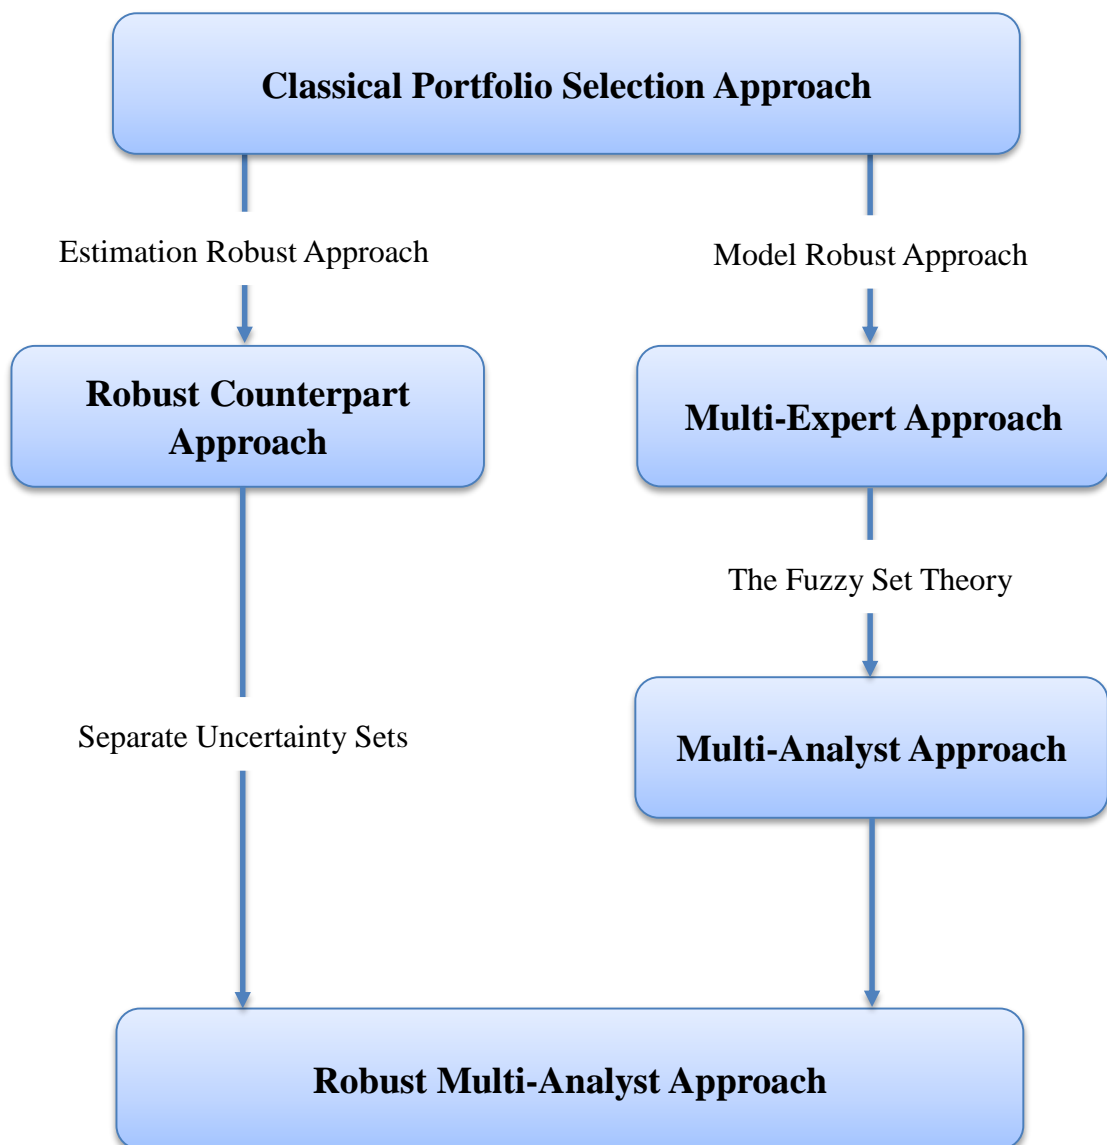 Classical Portfolio Selection Approach
Estimation Robust Approach
Model Robust Approach
Robust Counterpart
Approach
Multi-Expert Approach
The Fuzzy Set Theory
Separate Uncertainty Sets
Multi-Analyst Approach
Robust Multi-Analyst Approach